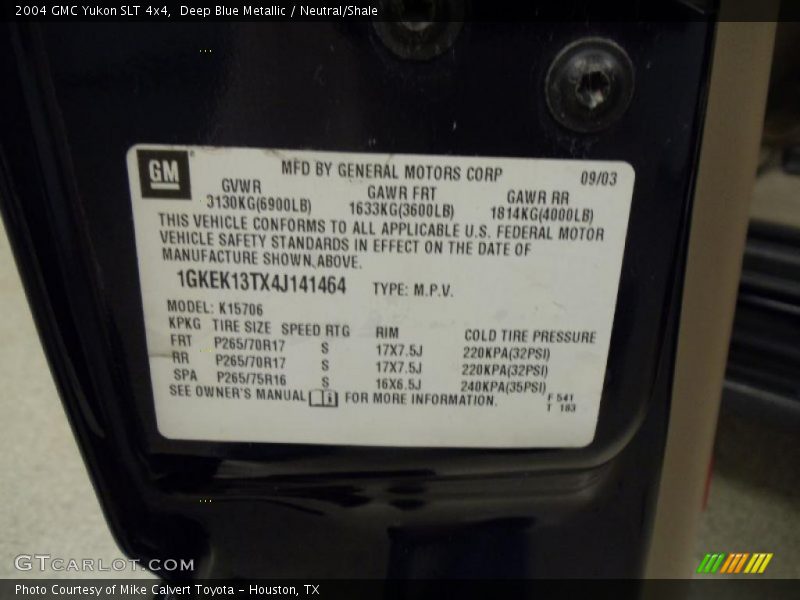 2004 GMC Yukon SLT 4x4, Deep Blue Metallic / Neutral/Shale
GM
MFD BY GENERAL MOTORS CORP 09/03
GVWR GAWR FRT GAWR RR
3130KG(6900LB) 1633KG(3600LB) 1814KG(4000LB)
THIS VEHICLE CONFORMS TO ALL APPLICABLE U.S. FEDERAL MOTOR
VEHICLE SAFETY STANDARDS IN EFFECT ON THE DATE OF
MANUFACTURE SHOWN ABOVE.
1GKEK13TX4J141464 TYPE: M.P.V.
MODEL: K15706
KPKG TIRE SIZE SPEED RTG RIM COLD TIRE PRESSURE
FRT P265/70R17 S 17X7.5J 220KPA(32PSI)
RR P265/70R17 S 17X7.5J 220KPA(32PSI)
SPA P265/75R16 S 16X6.5J 240KPA(35PSI)
SEE OWNER'S MANUAL i FOR MORE INFORMATION.
F 541
T 183
GTCARLOT.COM
Photo Courtesy of Mike Calvert Toyota - Houston, TX